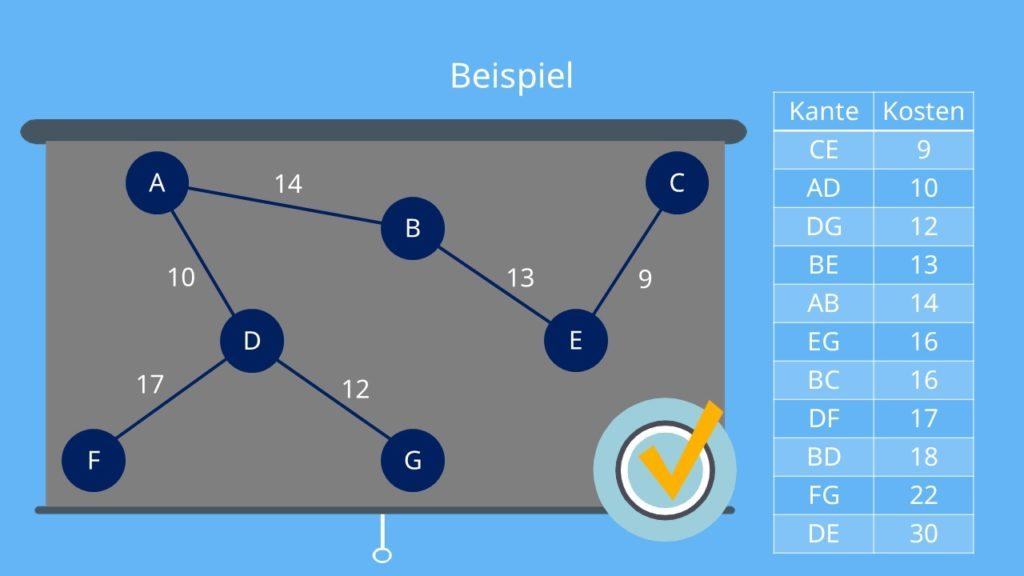 Beispiel
A
14
B
C
10
13
9
D
E
17
12
F
G
Kante Kosten
CE 9
AD 10
DG 12
BE 13
AB 14
EG 16
BC 16
DF 17
BD 18
FG 22
DE 30